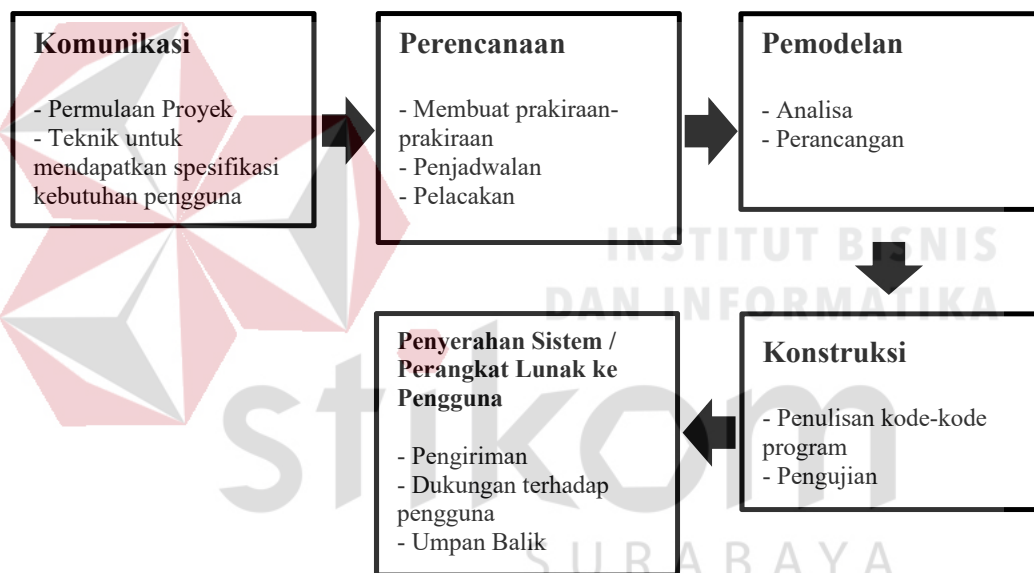 Komunikasi
- Permulaan Proyek
- Teknik untuk
mendapatkan spesifikasi
kebutuhan pengguna
Perencanaan
- Membuat prakiraan-
prakiraan
- Penjadwalan
- Pelacakan
Pemodelan
- Analisa
- Perancangan
INSTITUT BISNIS
DAN INFORMATIKA
Konstruksi
- Penulisan kode-kode
program
- Pengujian
Penyerahan Sistem /
Perangkat Lunak ke
Pengguna
- Pengiriman
- Dukungan terhadap
pengguna
- Umpan Balik
stikom
SURABAYA